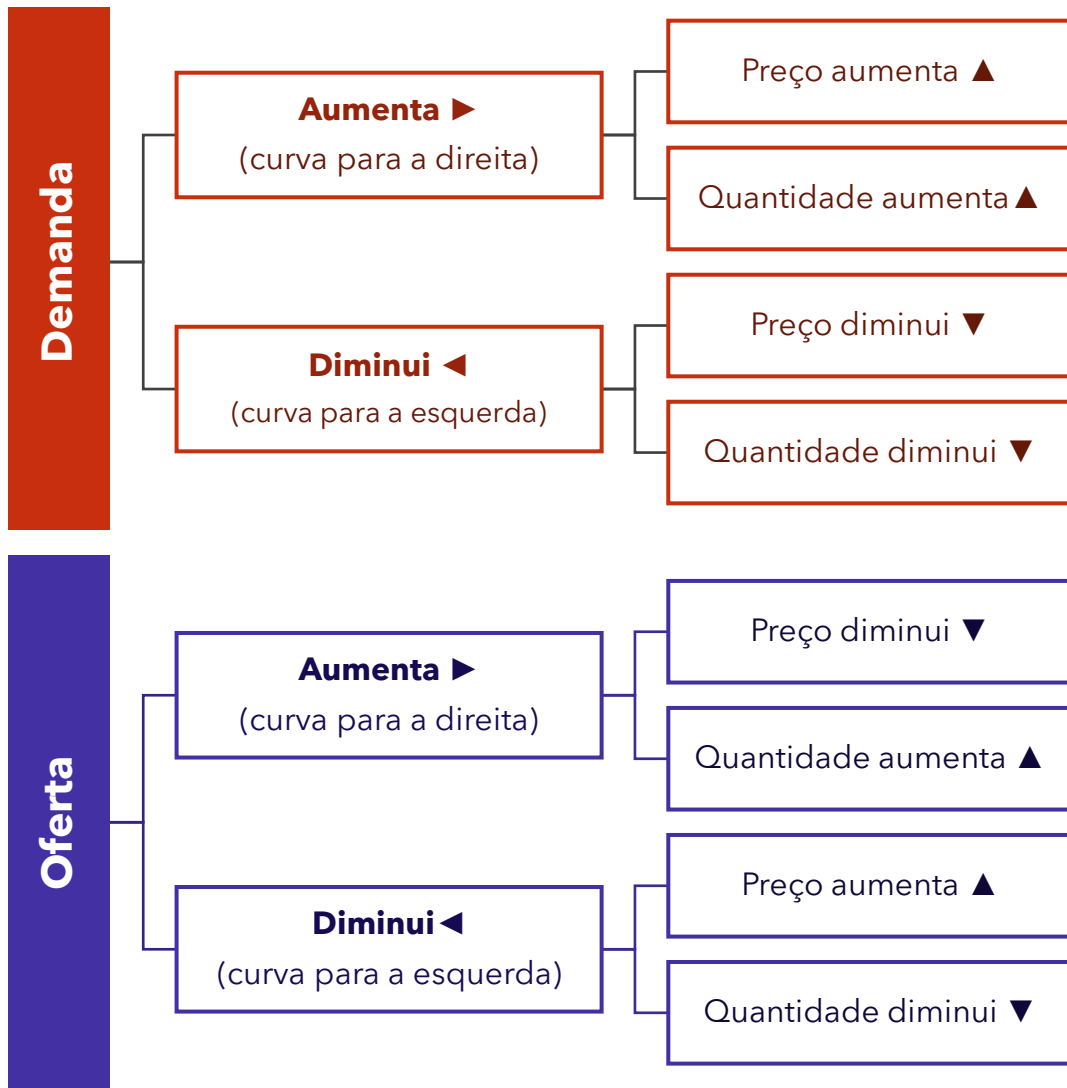 Demanda
Aumenta ►
(curva para a direita)
Preço aumenta ▲
Quantidade aumenta ▲
Diminui ◄
(curva para a esquerda)
Preço diminui ▼
Quantidade diminui ▼
Oferta
Aumenta ►
(curva para a direita)
Preço diminui ▼
Quantidade aumenta ▲
Diminui ◄
(curva para a esquerda)
Preço aumenta ▲
Quantidade diminui ▼